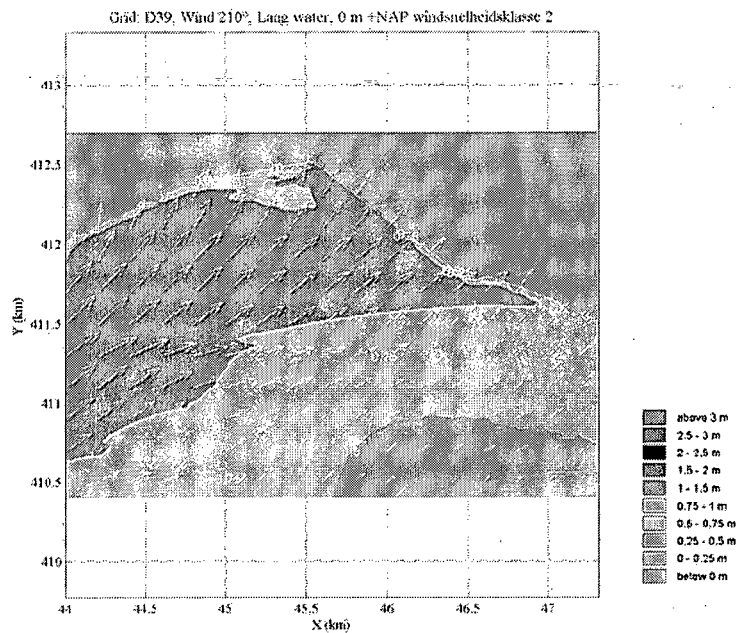 Grid: D39, Wind 210°, Laag water, 0 m +NAP windsnelheidsklasse 2
413
412.5
412
411.5
411
410.5
410
Y (km)
44
44.5
45
45.5
46
46.5
47
X (km)
above 3 m
2.5 - 3 m
2 - 2.5 m
1.5 - 2 m
1 - 1.5 m
0.75 - 1 m
0.5 - 0.75 m
0.25 - 0.5 m
0 - 0.25 m
below 0 m